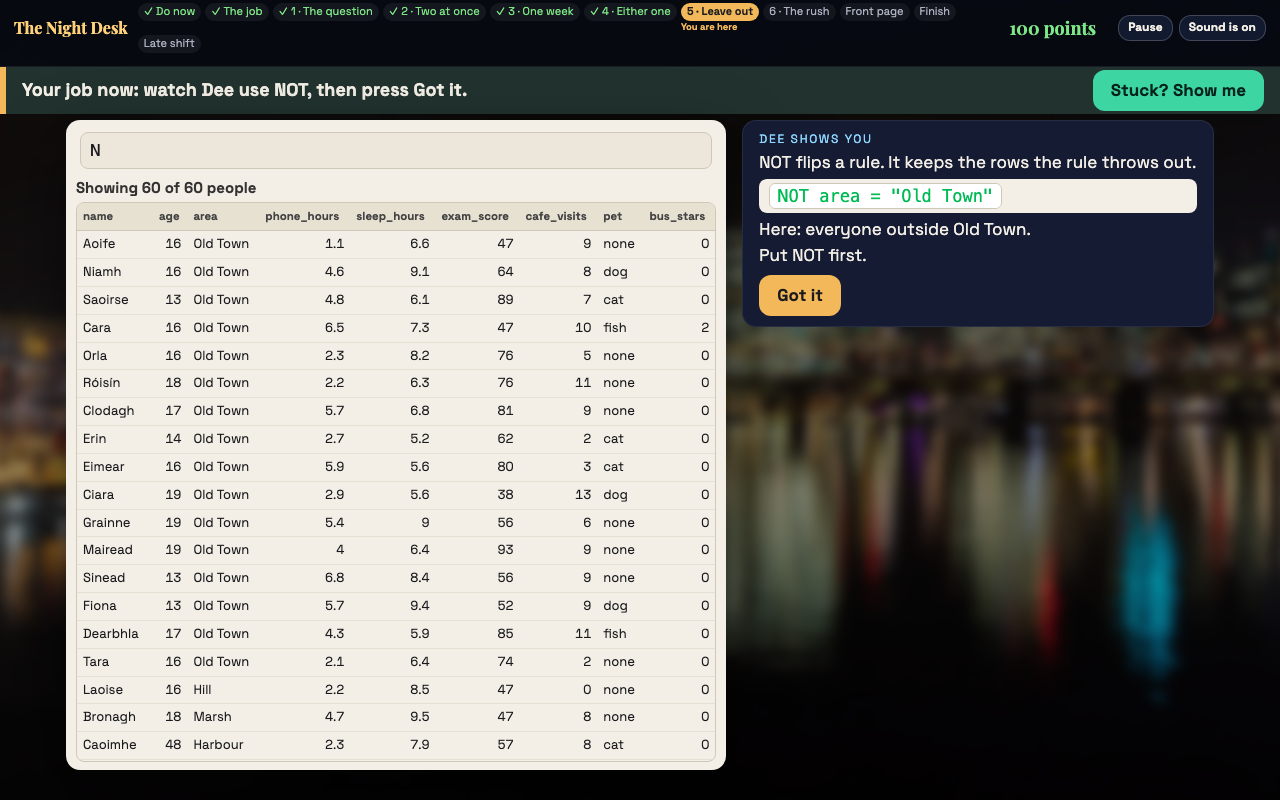 The Night Desk
✓ Do now ✓ The job ✓ 1 · The question ✓ 2 · Two at once ✓ 3 · One week ✓ 4 · Either one 5 · Leave out 6 · The rush Front page Finish
You are here
Late shift
100 points
Pause Sound is on
Your job now: watch Dee use NOT, then press Got it.
Stuck? Show me
N
Showing 60 of 60 people
name age area phone_hours sleep_hours exam_score cafe_visits pet bus_stars
Aoife 16 Old Town 1.1 6.6 47 9 none 0
Niamh 16 Old Town 4.6 9.1 64 8 dog 0
Saoirse 13 Old Town 4.8 6.1 89 7 cat 0
Cara 16 Old Town 6.5 7.3 47 10 fish 2
Orla 16 Old Town 2.3 8.2 76 5 none 0
Róisín 18 Old Town 2.2 6.3 76 11 none 0
Clodagh 17 Old Town 5.7 6.8 81 9 none 0
Erin 14 Old Town 2.7 5.2 62 2 cat 0
Eimear 16 Old Town 5.9 5.6 80 3 cat 0
Ciara 19 Old Town 2.9 5.6 38 13 dog 0
Grainne 19 Old Town 5.4 9 56 6 none 0
Mairead 19 Old Town 4 6.4 93 9 none 0
Sinead 13 Old Town 6.8 8.4 56 9 none 0
Fiona 13 Old Town 5.7 9.4 52 9 dog 0
Dearbhla 17 Old Town 4.3 5.9 85 11 fish 0
Tara 16 Old Town 2.1 6.4 74 2 none 0
Laoise 16 Hill 2.2 8.5 47 0 none 0
Bronagh 18 Marsh 4.7 9.5 47 8 none 0
Caoimhe 48 Harbour 2.3 7.9 57 8 cat 0
DEE SHOWS YOU
NOT flips a rule. It keeps the rows the rule throws out.
NOT area = "Old Town"
Here: everyone outside Old Town.
Put NOT first.
Got it